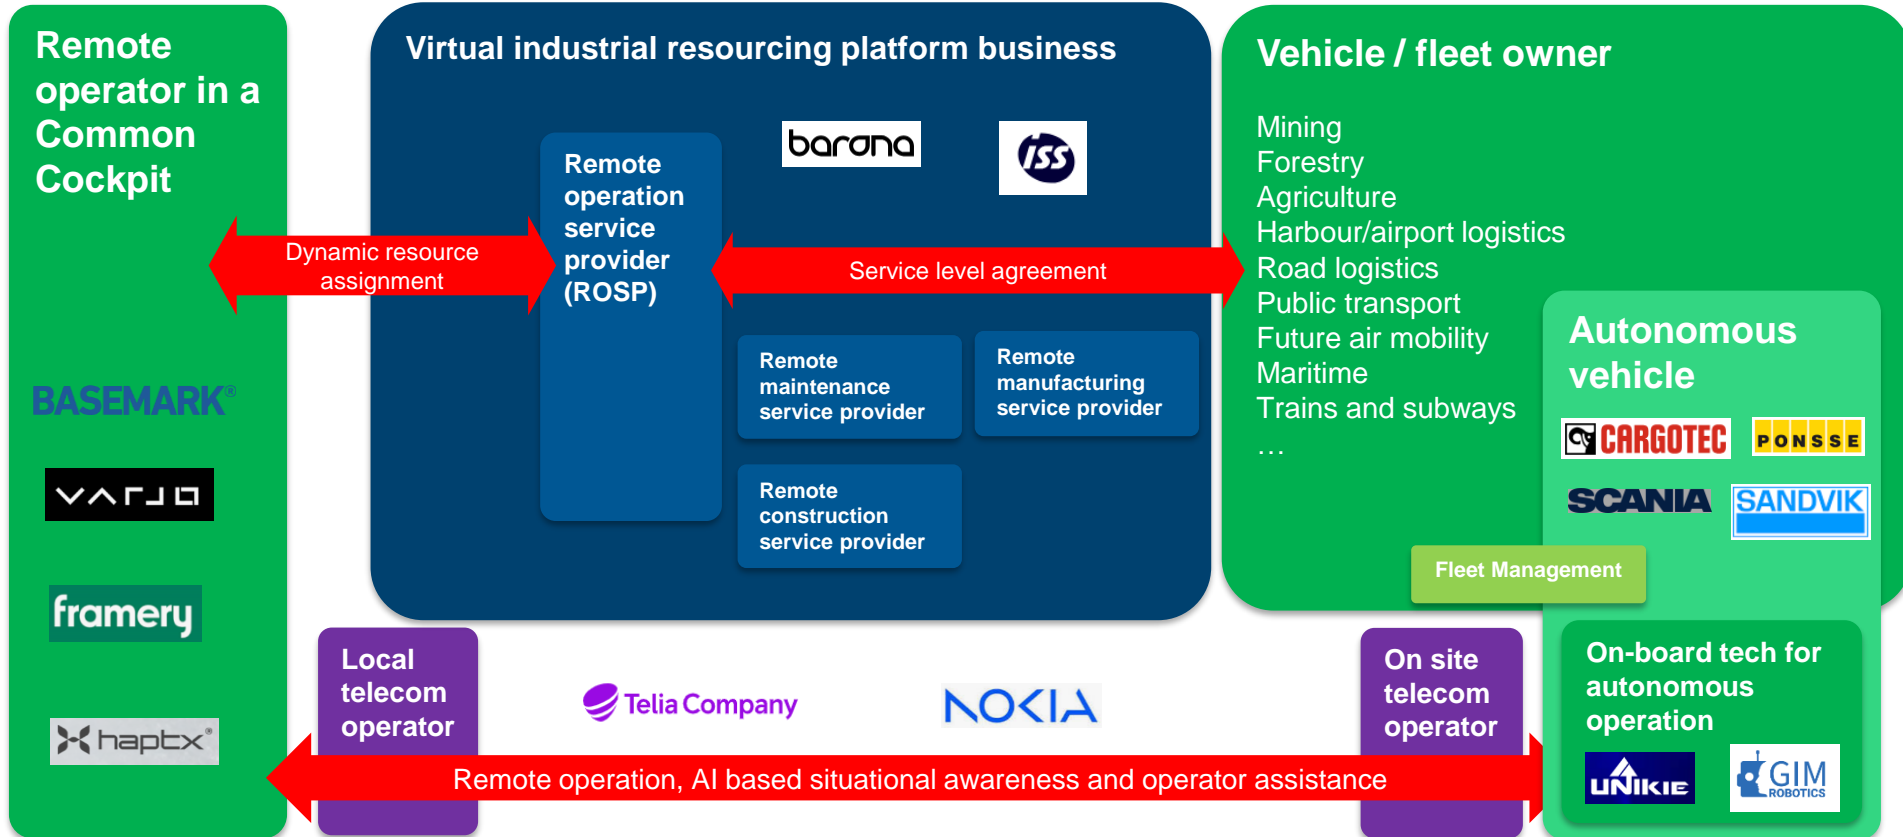 Remote
operator in a
Common
Cockpit
BASEMARK®
VARJO
framery
haptx®
Virtual industrial resourcing platform business
Remote
operation
service
provider
(ROSP)
barona
ISS
Dynamic resource
assignment
Service level agreement
Remote
maintenance
service provider
Remote
manufacturing
service provider
Remote
construction
service provider
Vehicle / fleet owner
Mining
Forestry
Agriculture
Harbour/airport logistics
Road logistics
Public transport
Future air mobility
Maritime
Trains and subways
…
Autonomous
vehicle
CARGOTEC
PONSSE
SCANIA
SANDVIK
Fleet Management
Local
telecom
operator
Telia Company
NOKIA
On site
telecom
operator
On-board tech for
autonomous
operation
UNIKIE
GIM
ROBOTICS
Remote operation, AI based situational awareness and operator assistance